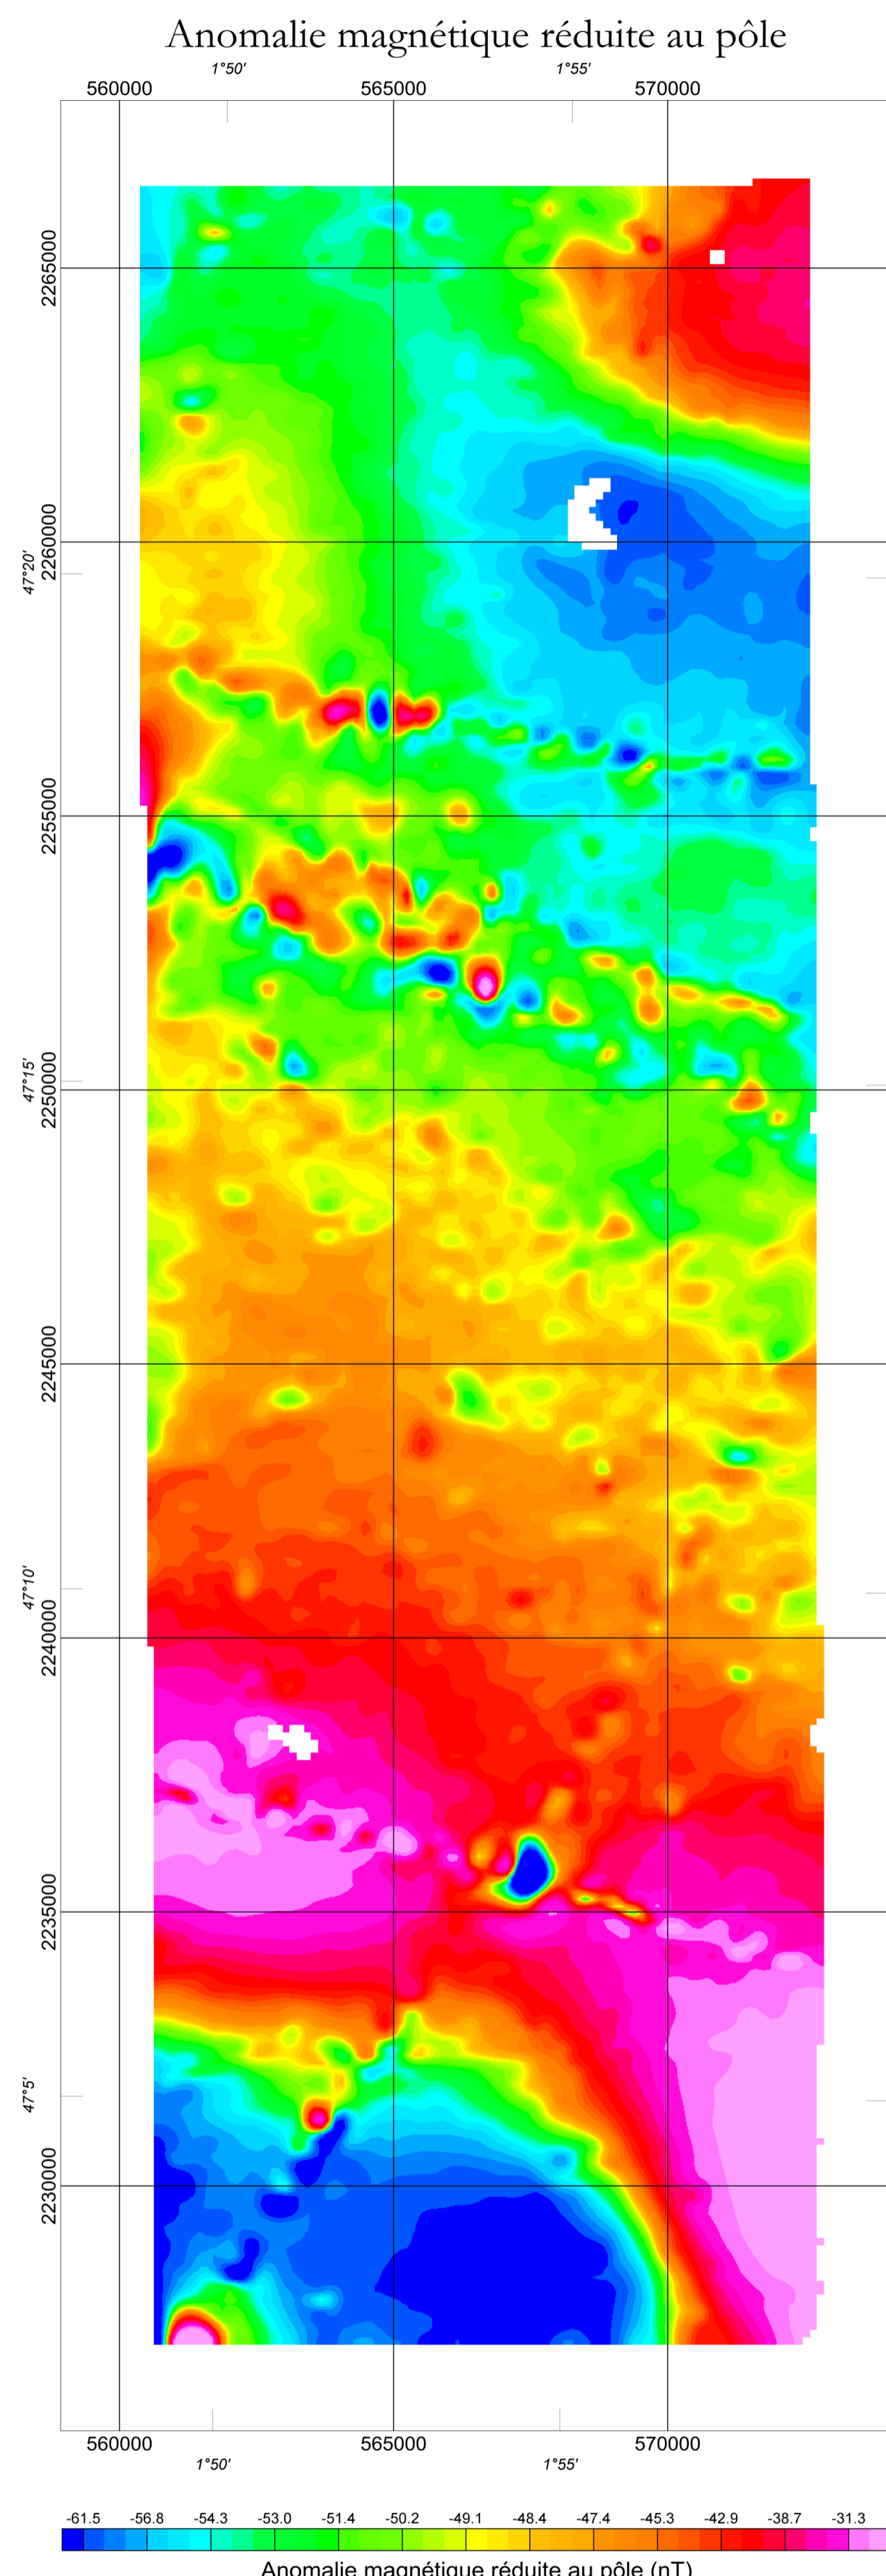 Anomalie magnétique réduite au pôle
1°50' 1°55'
560000 565000 570000
2265000
2260000
47°20'
2255000
2250000
47°15'
2245000
2240000
47°10'
2235000
2230000
47°5'
560000 565000 570000
1°50' 1°55'
-61.5 -56.8 -54.3 -53.0 -51.4 -50.2 -49.1 -48.4 -47.4 -45.3 -42.9 -38.7 -31.3
Anomalie magnétique réduite au pôle (nT)